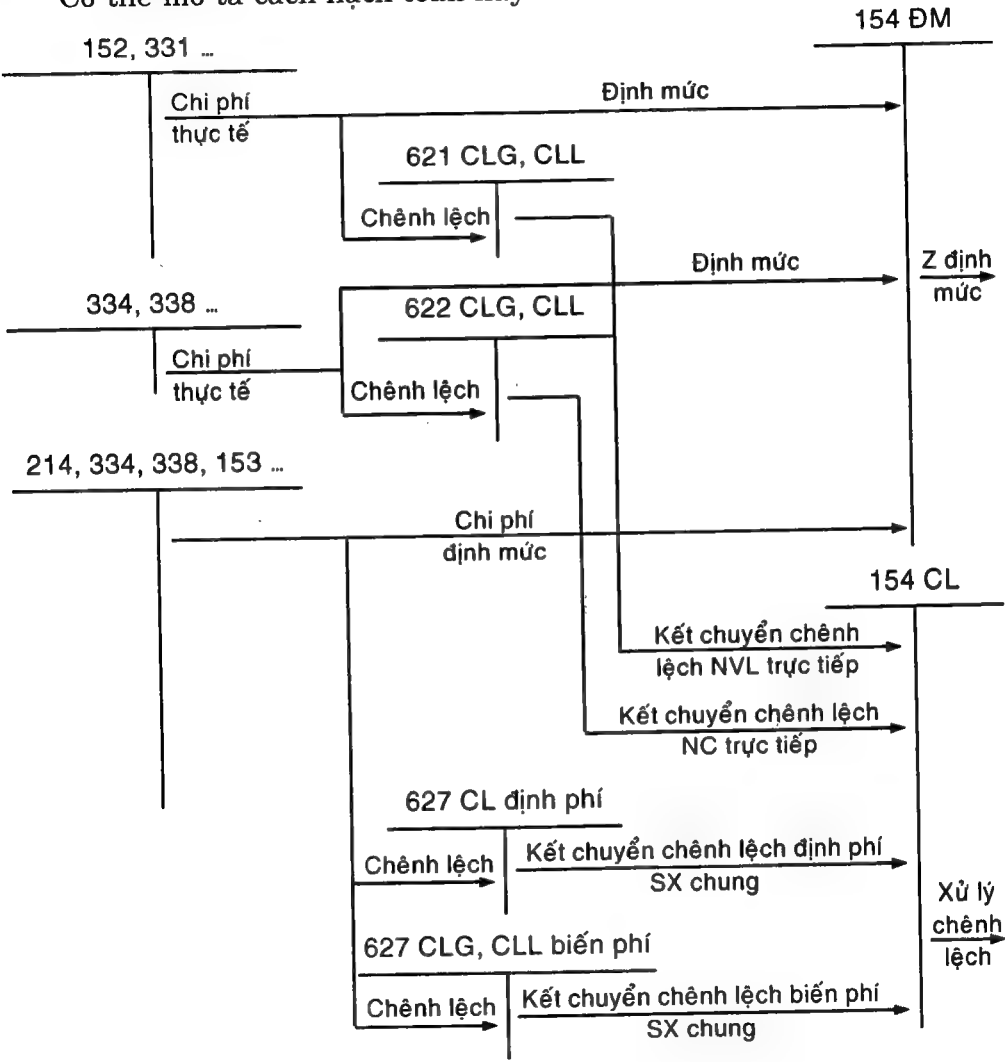 Có thể mô tả cách hạch toán này
154 ĐM
152, 331 ...
Chi phí
thực tế
Định mức
621 CLG, CLL
Chênh lệch
Định mức
Z định
mức
334, 338 ...
622 CLG, CLL
Chi phí
thực tế
Chênh lệch
214, 334, 338, 153 ...
Chi phí
định mức
154 CL
Kết chuyển chênh
lệch NVL trực tiếp
Kết chuyển chênh lệch
NC trực tiếp
627 CL định phí
Chênh lệch
Kết chuyển chênh lệch định phí
SX chung
Xử lý
chênh
lệch
627 CLG, CLL biến phí
Chênh lệch
Kết chuyển chênh lệch biến phí
SX chung